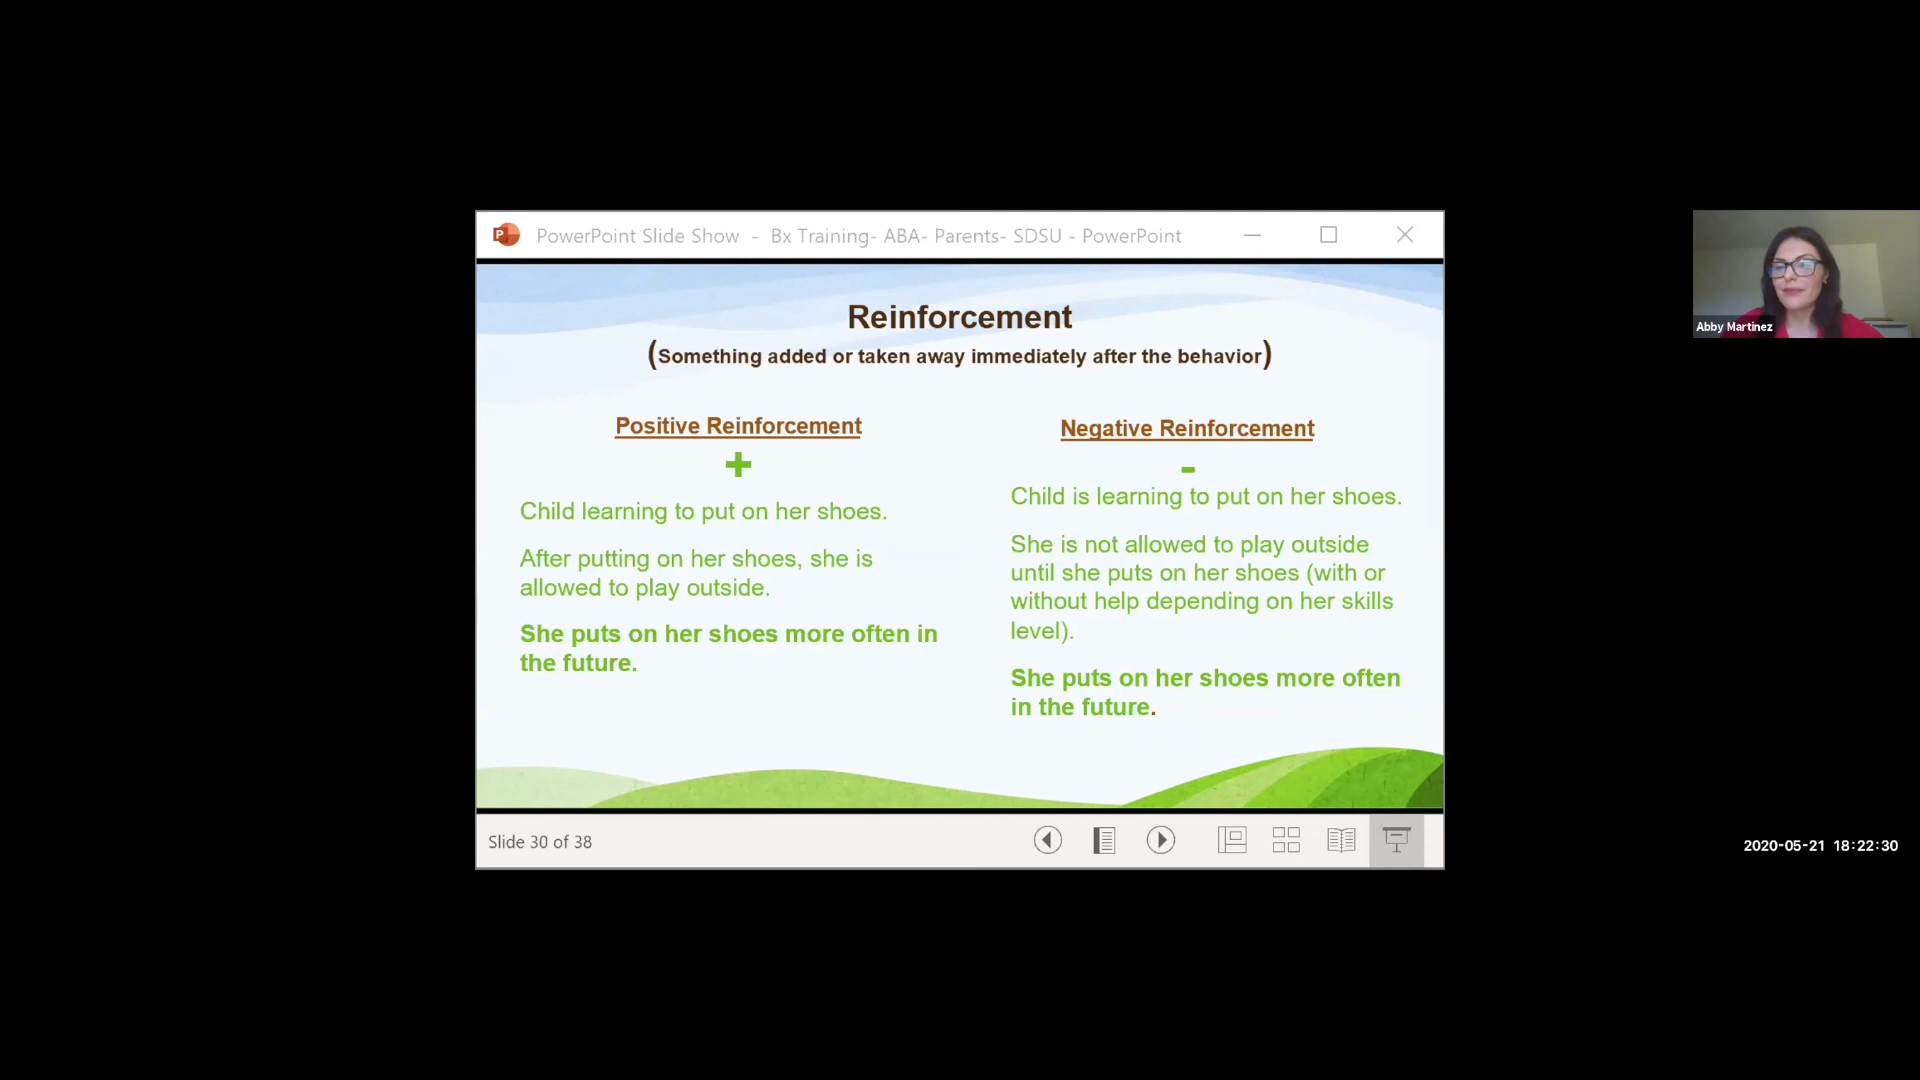 PowerPoint Slide Show - Bx Training- ABA- Parents- SDSU - PowerPoint
Reinforcement
(Something added or taken away immediately after the behavior)
Positive Reinforcement
+
Child learning to put on her shoes.
After putting on her shoes, she is
allowed to play outside.
She puts on her shoes more often in
the future.
Negative Reinforcement
-
Child is learning to put on her shoes.
She is not allowed to play outside
until she puts on her shoes (with or
without help depending on her skills
level).
She puts on her shoes more often
in the future.
Slide 30 of 38
Abby Martinez
2020-05-21 18:22:30